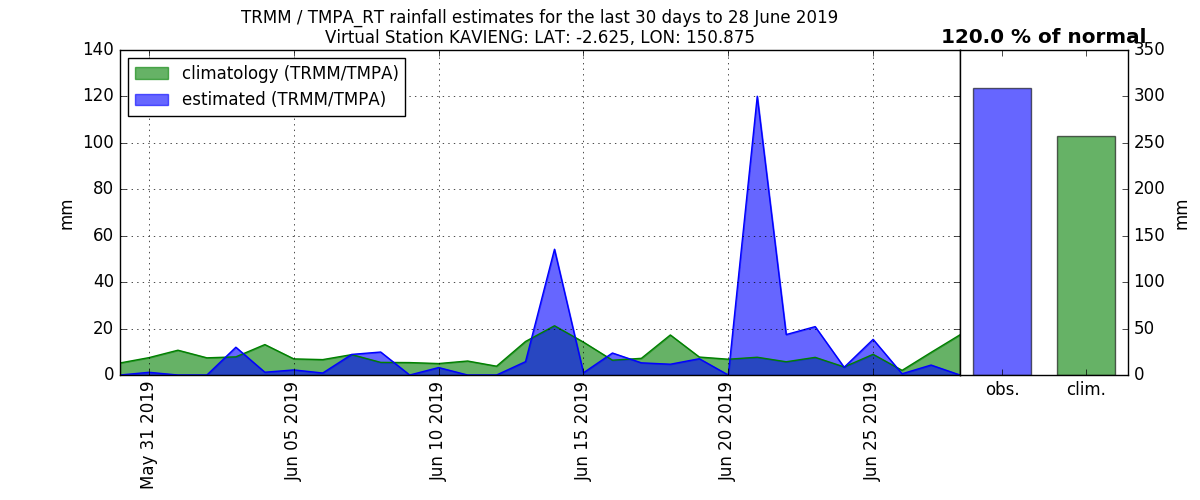 TRMM / TMPA_RT rainfall estimates for the last 30 days to 28 June 2019
Virtual Station KAVIENG: LAT: -2.625, LON: 150.875
120.0 % of normal
climatology (TRMM/TMPA)
estimated (TRMM/TMPA)
140
120
100
80
60
40
20
0
mm
May 31 2019
Jun 05 2019
Jun 10 2019
Jun 15 2019
Jun 20 2019
Jun 25 2019
obs.
clim.
350
300
250
200
150
100
50
0
mm